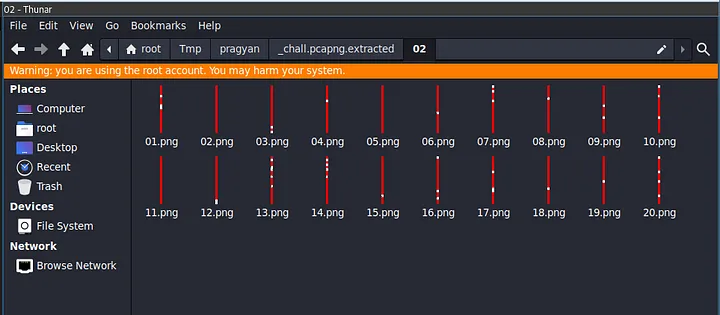 02 - Thunar
File Edit View Go Bookmarks Help
root Tmp pragyan _chall.pcapng.extracted 02
Warning: you are using the root account. You may harm your system.
Places
Computer
root
Desktop
Recent
Trash
Devices
File System
Network
Browse Network
01.png 02.png 03.png 04.png 05.png 06.png 07.png 08.png 09.png 10.png
11.png 12.png 13.png 14.png 15.png 16.png 17.png 18.png 19.png 20.png